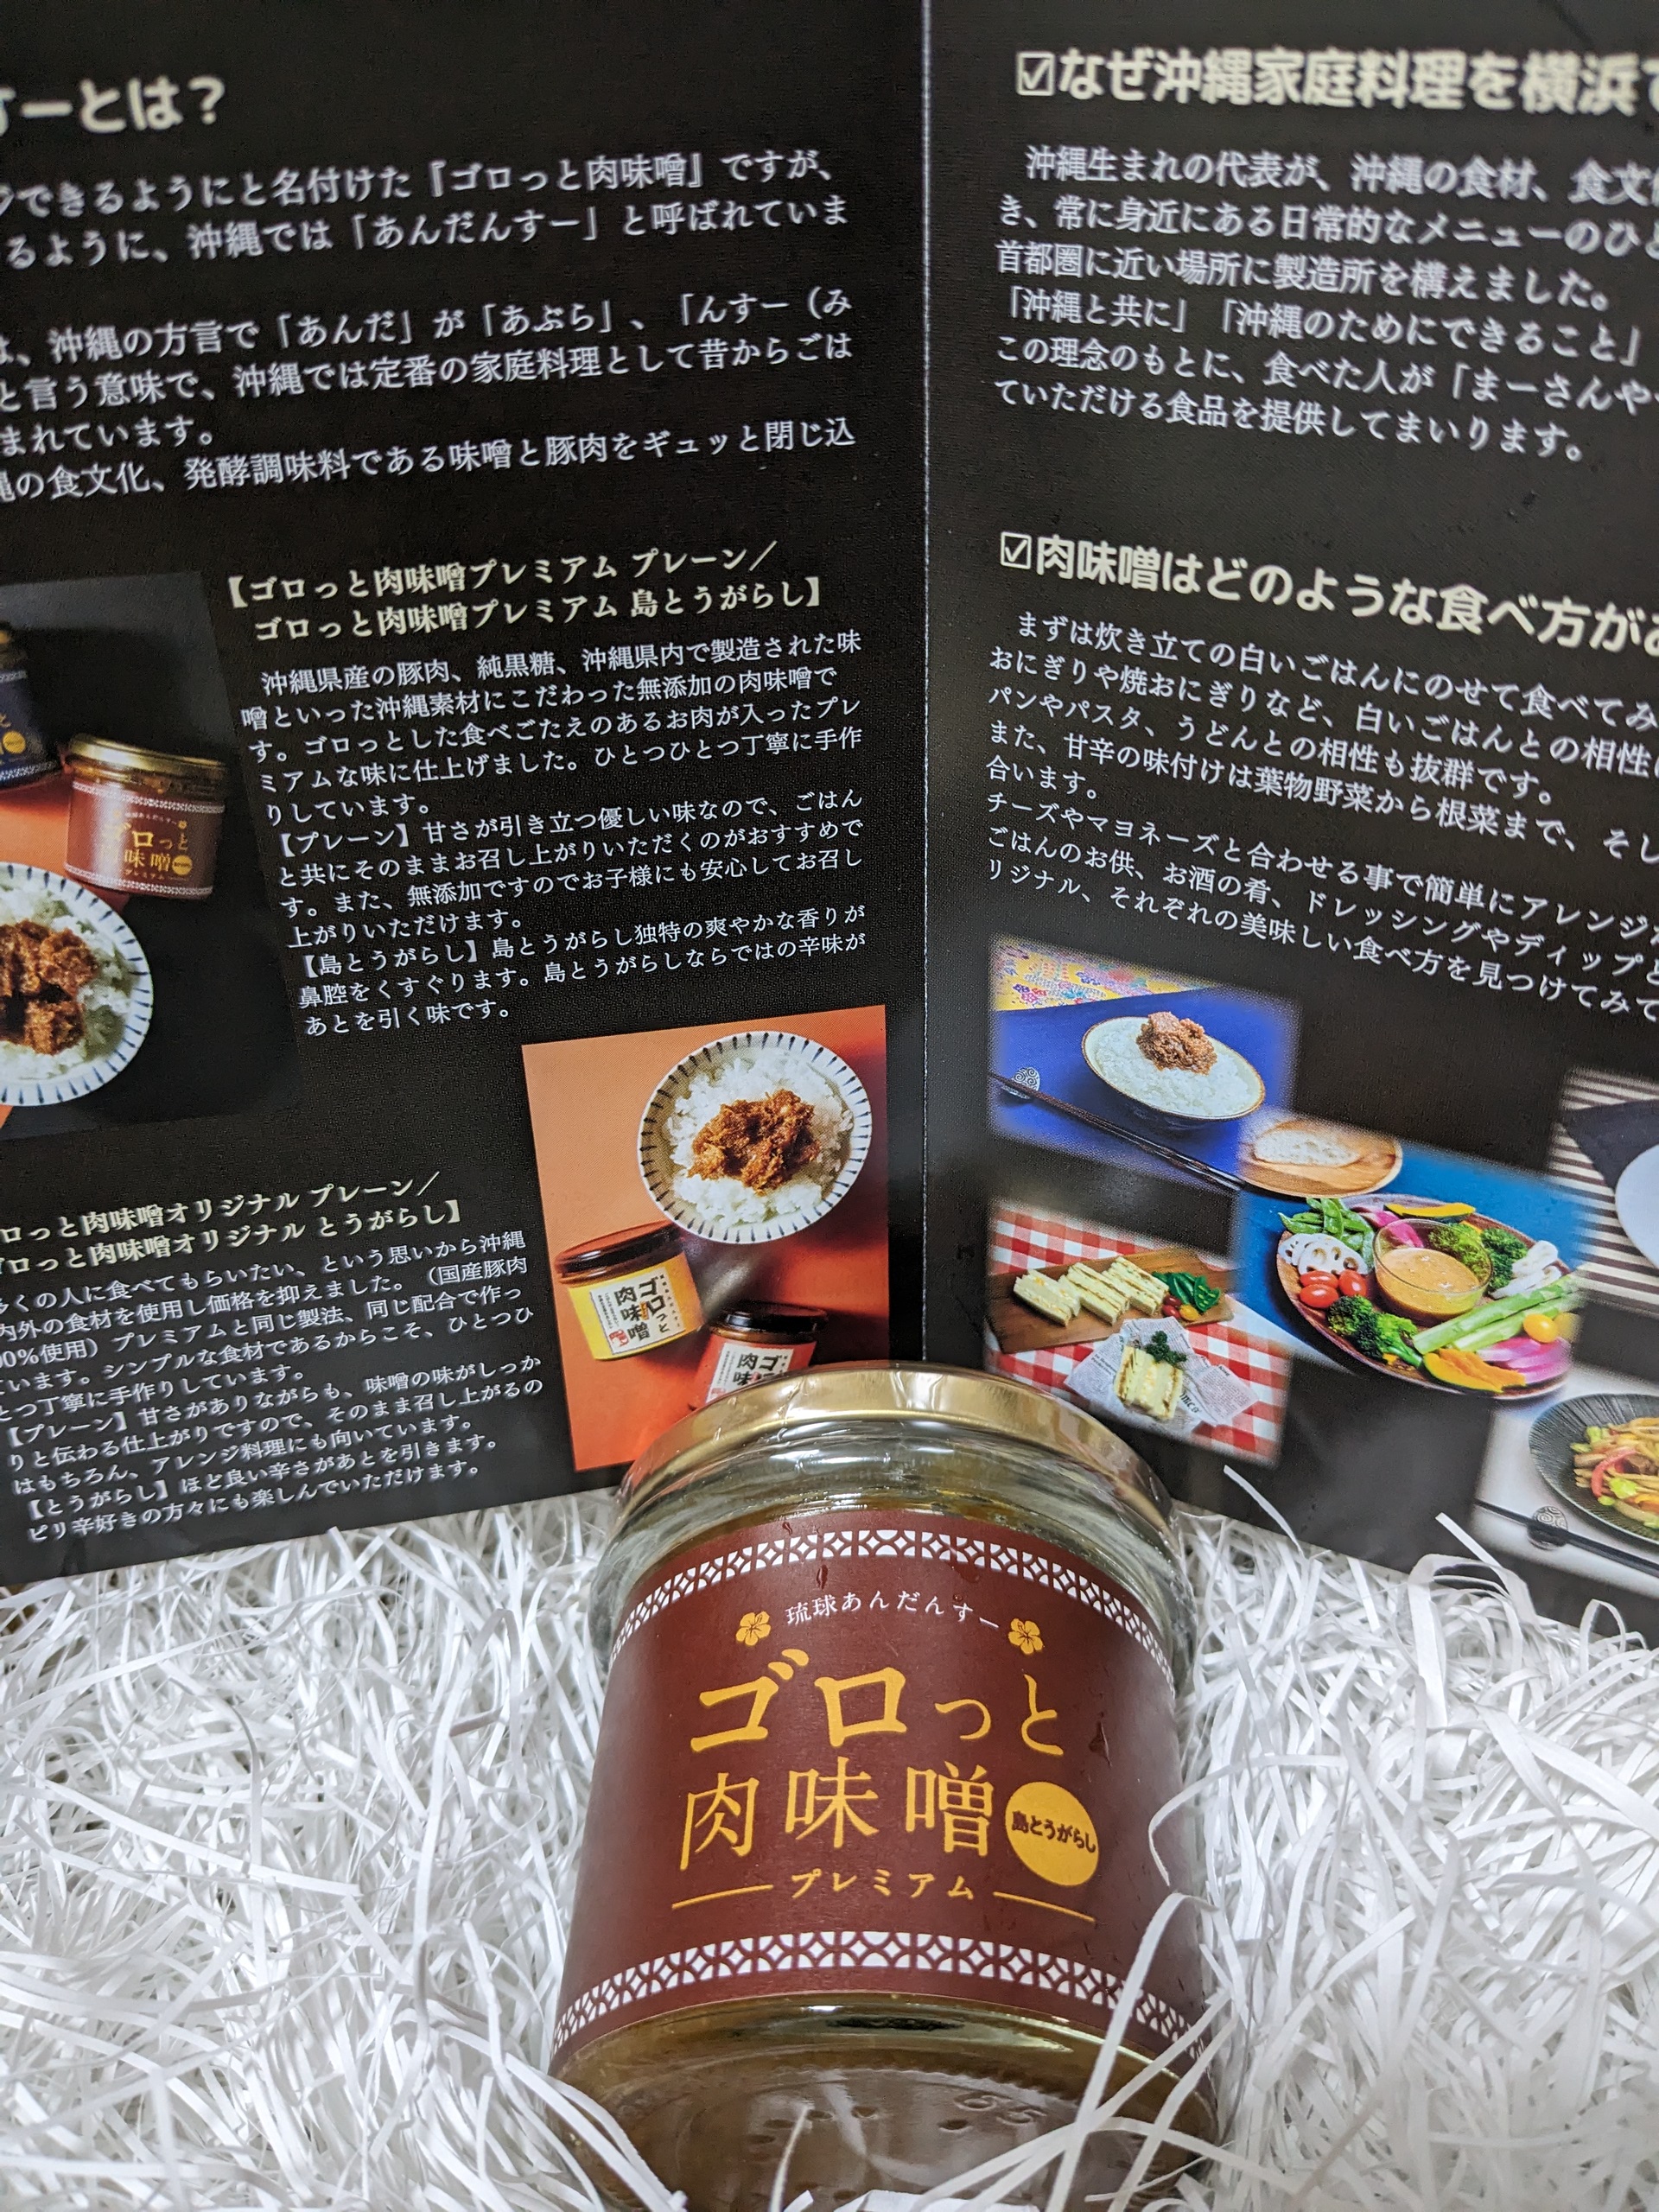 すーとは？
ジできるようにと名付けた『ゴロっと肉味噌』ですが、
るように、沖縄では「あんだんすー」と呼ばれていま
は、沖縄の方言で「あんだ」が「あぶら」、「んすー（み
と言う意味で、沖縄では定番の家庭料理として昔からごは
まれています。
縄の食文化、発酵調味料である味噌と豚肉をギュッと閉じ込
【ゴロっと肉味噌プレミアム プレーン／
ゴロっと肉味噌プレミアム 島とうがらし】
沖縄県産の豚肉、純黒糖、沖縄県内で製造された味
噌といった沖縄素材にこだわった無添加の肉味噌で
す。ゴロっとした食べごたえのあるお肉が入ったプレ
ミアムな味に仕上げました。ひとつひとつ丁寧に手作
りしています。
【プレーン】甘さが引き立つ優しい味なので、ごはん
と共にそのままお召し上がりいただくのがおすすめで
す。また、無添加ですのでお子様にも安心してお召し
上がりいただけます。
【島とうがらし】島とうがらし独特の爽やかな香りが
鼻腔をくすぐります。島とうがらしならではの辛味が
あとを引く味です。
ゴロっと
肉味噌
プレミアム
ロっと肉味噌オリジナル プレーン／
ゴロっと肉味噌オリジナル とうがらし】
多くの人に食べてもらいたい、という思いから沖縄
内外の食材を使用し価格を抑えました。（国産豚肉
00%使用）プレミアムと同じ製法、同じ配合で作っ
ています。シンプルな食材であるからこそ、ひとつひ
とつ丁寧に手作りしています。
【プレーン】甘さがありながらも、味噌の味がしっか
りと伝わる仕上がりですので、そのまま召し上がるの
はもちろん、アレンジ料理にも向いています。
【とうがらし】ほど良い辛さがあとを引きます。
ピリ辛好きの方々にも楽しんでいただけます。
ゴロっと
肉味噌
☑なぜ沖縄家庭料理を横浜で
沖縄生まれの代表が、沖縄の食材、食文化
き、常に身近にある日常的なメニューのひと
首都圏に近い場所に製造所を構えました。
「沖縄と共に」「沖縄のためにできること」
この理念のもとに、食べた人が「まーさんや
ていただける食品を提供してまいります。
☑肉味噌はどのような食べ方があ
まずは炊き立ての白いごはんにのせて食べてみ
おにぎりや焼おにぎりなど、白いごはんとの相性は
パンやパスタ、うどんとの相性も抜群です。
また、甘辛の味付けは葉物野菜から根菜まで、そし
合います。
チーズやマヨネーズと合わせる事で簡単にアレンジが
ごはんのお供、お酒の肴、ドレッシングやディップと
リジナル、それぞれの美味しい食べ方を見つけてみて
琉球あんだんすー
ゴロっと
肉味噌
島とうがらし
プレミアム